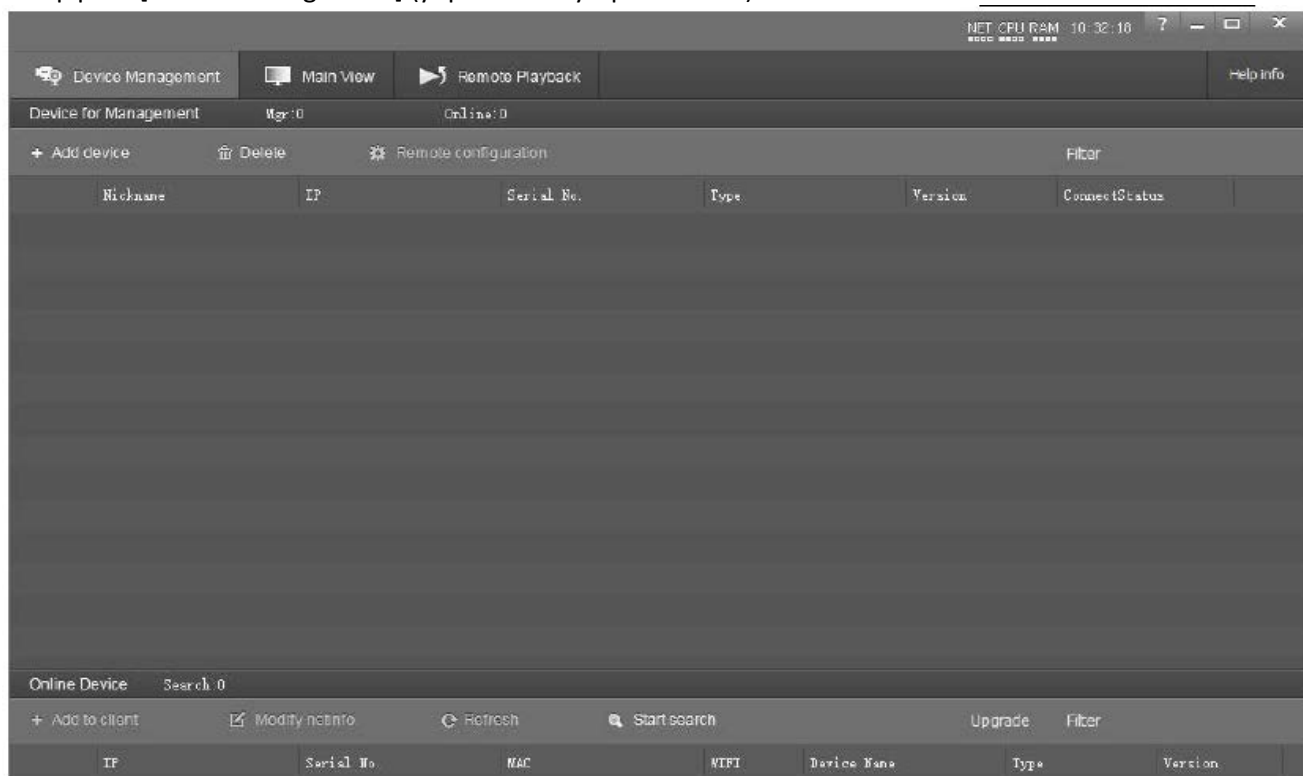 NET CPU RAM 10:32:18 ?
Device Management Main View Remote Playback Help info
Device for Management Mgr:0 Online:0
+ Add device Delete Remote configuration Filter
Nickname IP Serial No. Type Version ConnectStatus
Online Device Search:0
+ Add to client Modify netinfo Refresh Start search Upgrade Filter
IP Serial No MAC WIFI Device Name Type Version